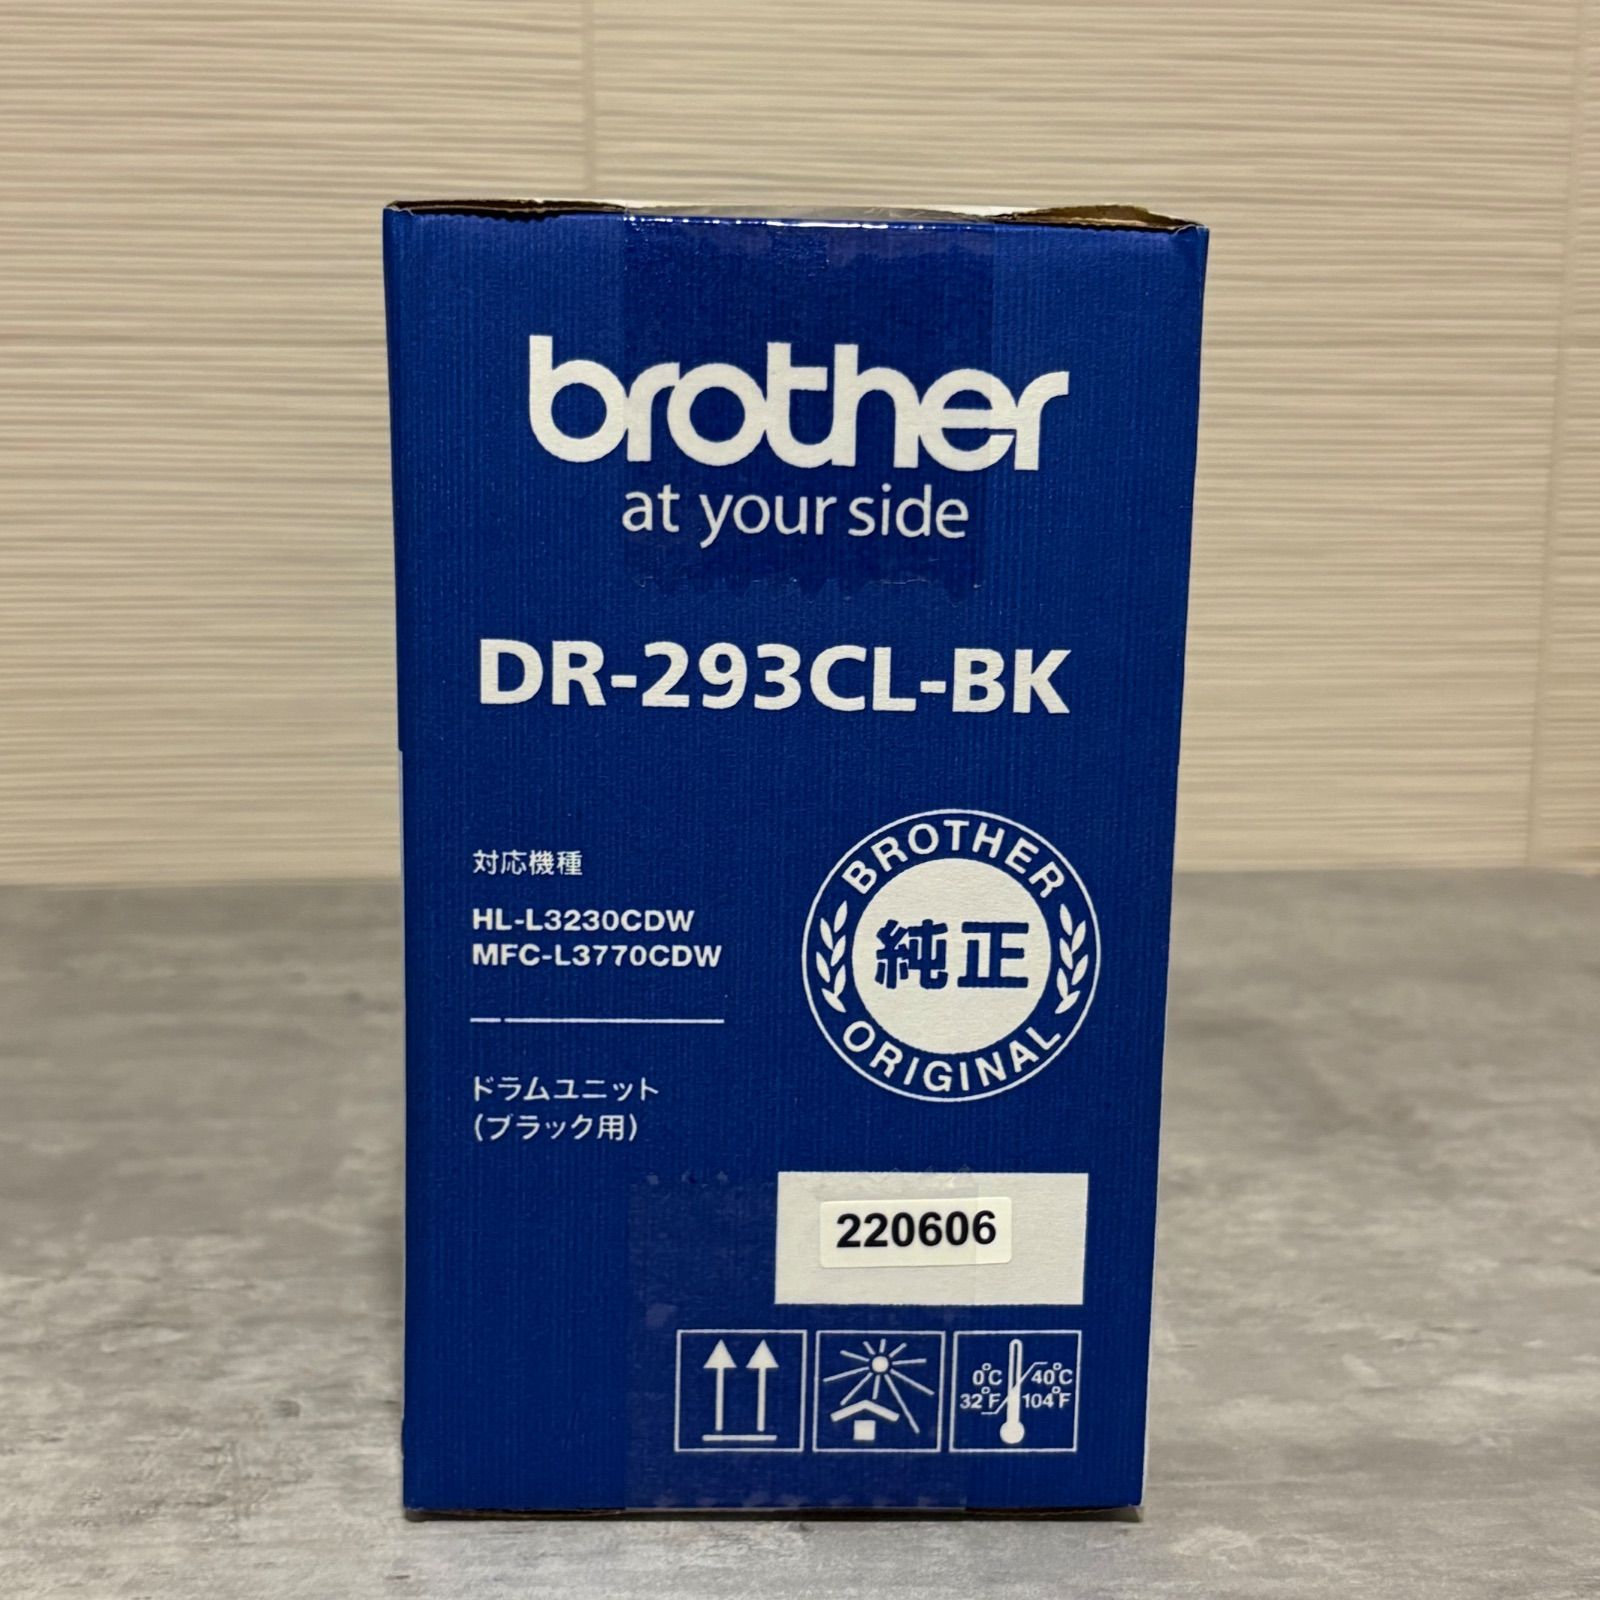 brother
at your side
DR-293CL-BK
対応機種
HL-L3230CDW
MFC-L3770CDW
BROTHER
純正
ORIGINAL
ドラムユニット
(ブラック用)
220606
0°C 40°C
32°F 104°F